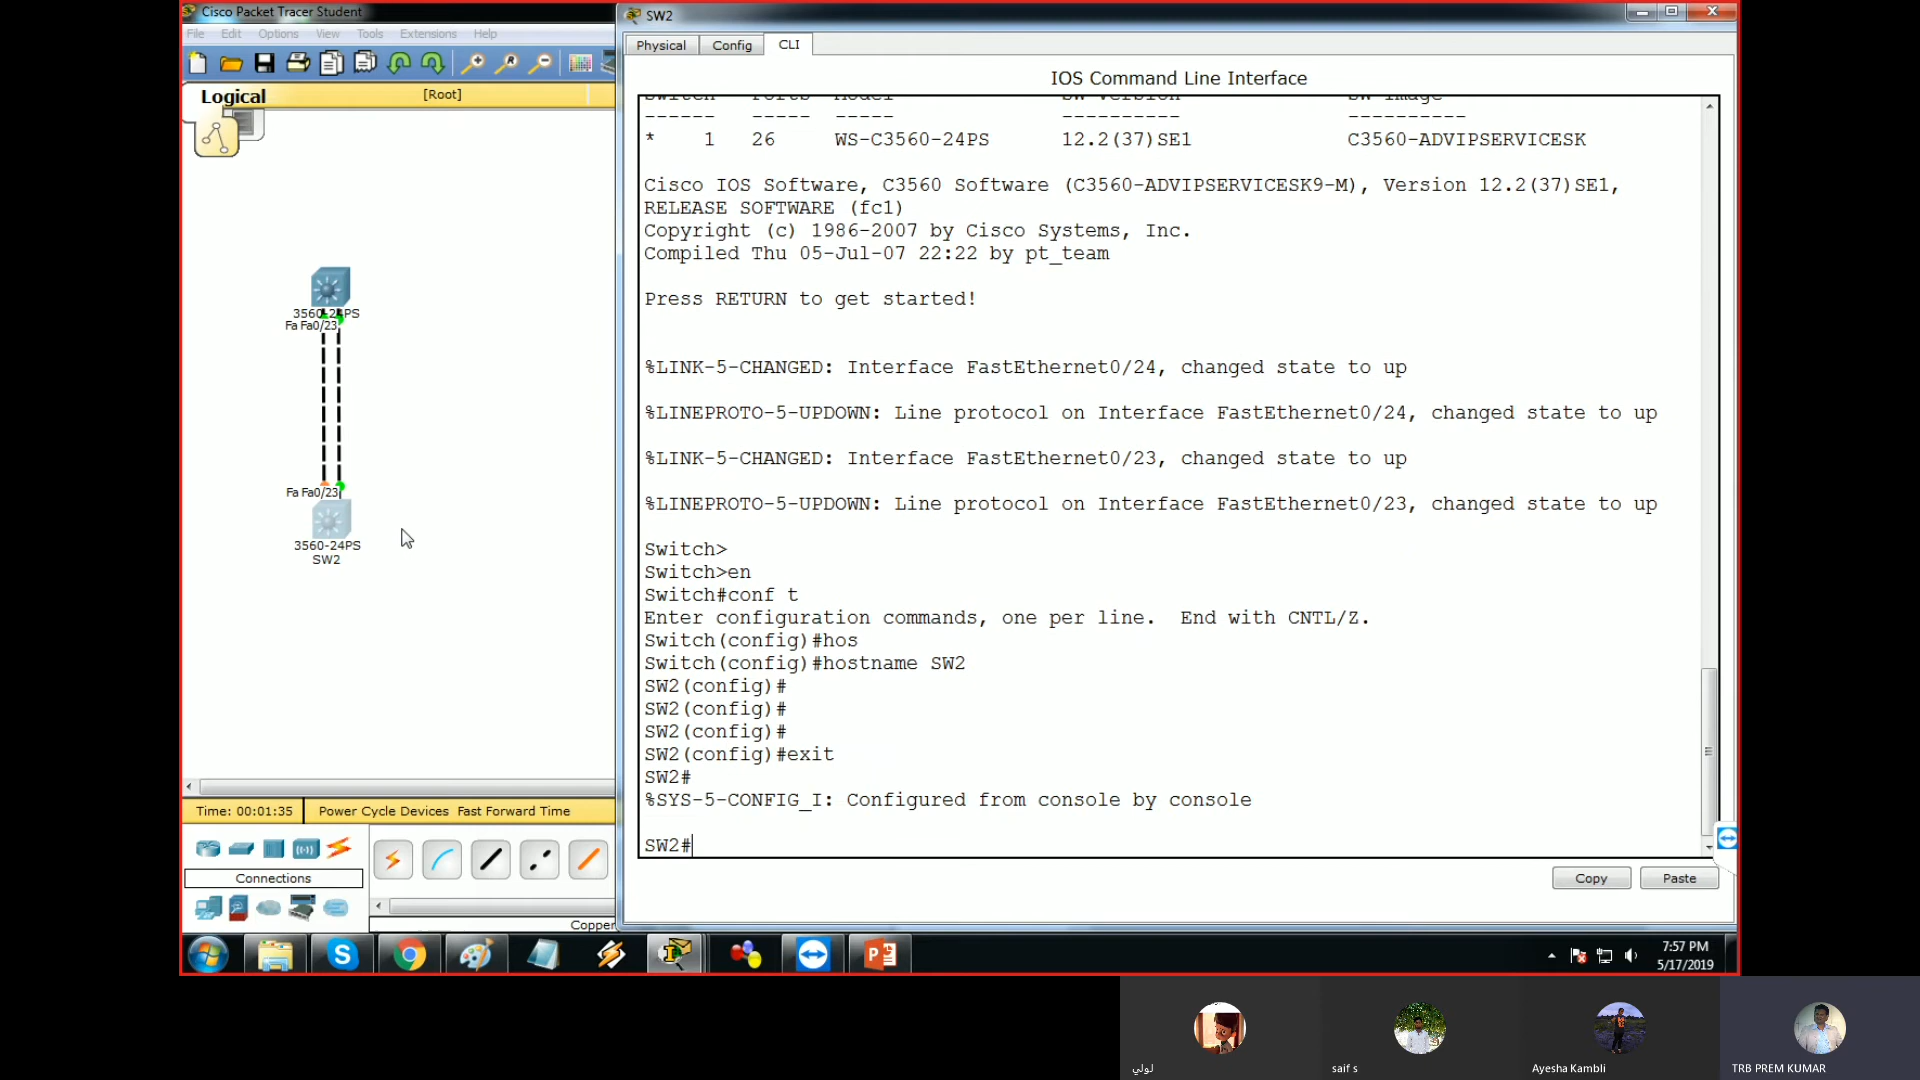 Cisco Packet Tracer Student
File Edit Options View Tools Extensions Help
Logical
[Root]
3560-24PS
Fa Fa0/23
Fa Fa0/23
3560-24PS
SW2
Time: 00:01:35
Power Cycle Devices Fast Forward Time
Connections
Copper
SW2
Physical Config CLI
IOS Command Line Interface
Switch Ports Model SW Version SW Image
------ ----- ----- ---------- ----------
* 1 26 WS-C3560-24PS 12.2(37)SE1 C3560-ADVIPSERVICESK
Cisco IOS Software, C3560 Software (C3560-ADVIPSERVICESK9-M), Version 12.2(37)SE1,
RELEASE SOFTWARE (fc1)
Copyright (c) 1986-2007 by Cisco Systems, Inc.
Compiled Thu 05-Jul-07 22:22 by pt_team
Press RETURN to get started!
%LINK-5-CHANGED: Interface FastEthernet0/24, changed state to up
%LINEPROTO-5-UPDOWN: Line protocol on Interface FastEthernet0/24, changed state to up
%LINK-5-CHANGED: Interface FastEthernet0/23, changed state to up
%LINEPROTO-5-UPDOWN: Line protocol on Interface FastEthernet0/23, changed state to up
Switch>
Switch>en
Switch#conf t
Enter configuration commands, one per line.  End with CNTL/Z.
Switch(config)#hos
Switch(config)#hostname SW2
SW2(config)#
SW2(config)#
SW2(config)#
SW2(config)#exit
SW2#
%SYS-5-CONFIG_I: Configured from console by console
SW2#
Copy Paste
7:57 PM
5/17/2019
لولي
saif s
Ayesha Kambli
TRB PREM KUMAR